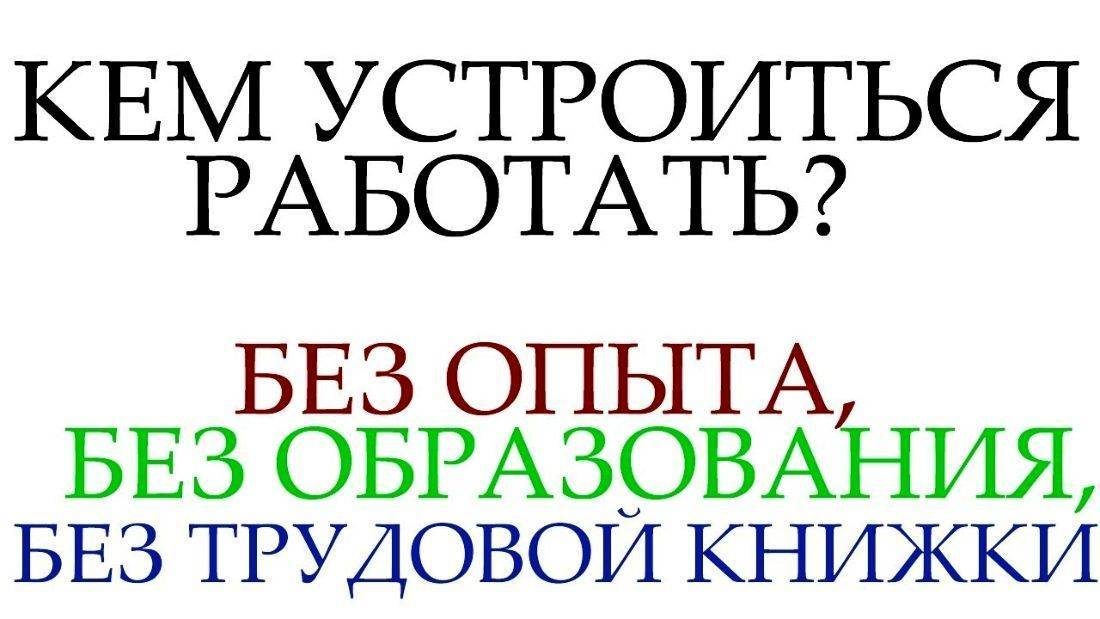 КЕМ УСТРОИТЬСЯ
РАБОТАТЬ?
БЕЗ ОПЫТА,
БЕЗ ОБРАЗОВАНИЯ,
БЕЗ ТРУДОВОЙ КНИЖКИ